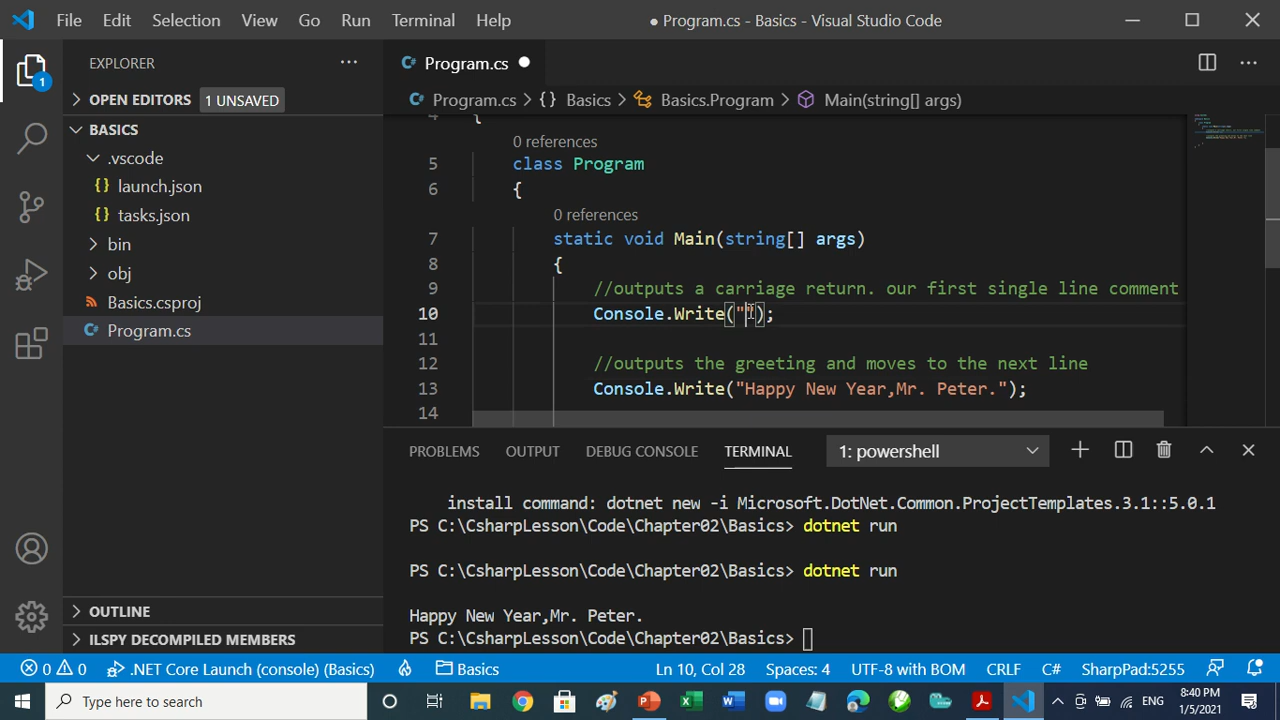 File Edit Selection View Go Run Terminal Help ● Program.cs - Basics - Visual Studio Code
EXPLORER
OPEN EDITORS 1 UNSAVED
BASICS
.vscode
{} launch.json
{} tasks.json
bin
obj
Basics.csproj
C# Program.cs
OUTLINE
ILSPY DECOMPILED MEMBERS
1
C# Program.cs ●
C# Program.cs > {} Basics > Basics.Program > Main(string[] args)
4 {
0 references
5 class Program
6 {
0 references
7 static void Main(string[] args)
8 {
9 //outputs a carriage return. our first single line comment
10 Console.Write("");
11
12 //outputs the greeting and moves to the next line
13 Console.Write("Happy New Year,Mr. Peter.");
14
PROBLEMS OUTPUT DEBUG CONSOLE TERMINAL 1: powershell
install command: dotnet new -i Microsoft.DotNet.Common.ProjectTemplates.3.1::5.0.1
PS C:\CsharpLesson\Code\Chapter02\Basics> dotnet run
PS C:\CsharpLesson\Code\Chapter02\Basics> dotnet run
Happy New Year,Mr. Peter.
PS C:\CsharpLesson\Code\Chapter02\Basics>
0 0 .NET Core Launch (console) (Basics) Basics Ln 10, Col 28 Spaces: 4 UTF-8 with BOM CRLF C# SharpPad:5255
Type here to search ENG 8:40 PM
1/5/2021